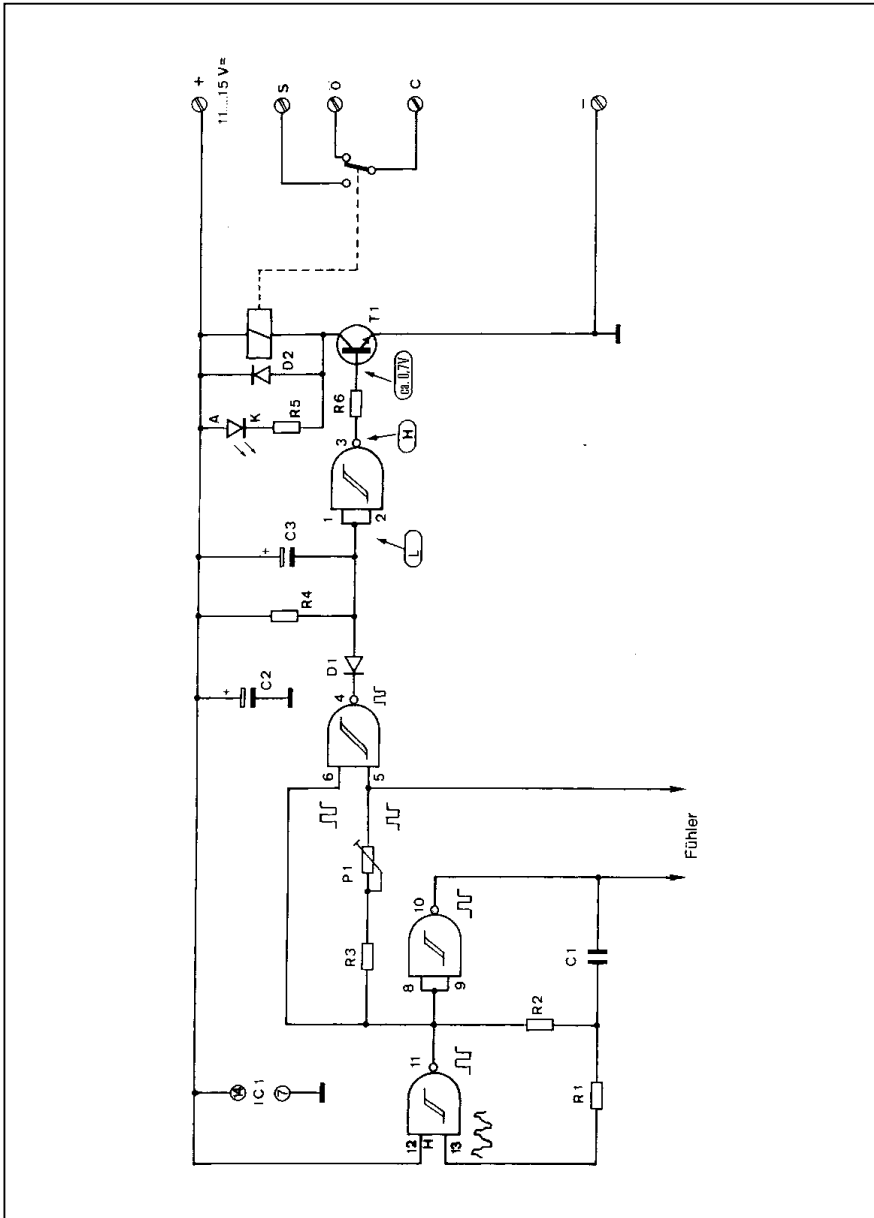 14
IC1
7
12
H
13
11
R1
R2
8
9
10
C1
R3
P1
Fühler
6
5
4
C2
+
D1
R4
C3
+
1
2
L
3
H
R6
ca. 0,7V
T1
A
K
R5
D2
+
11....15 V=
S
O
C
–